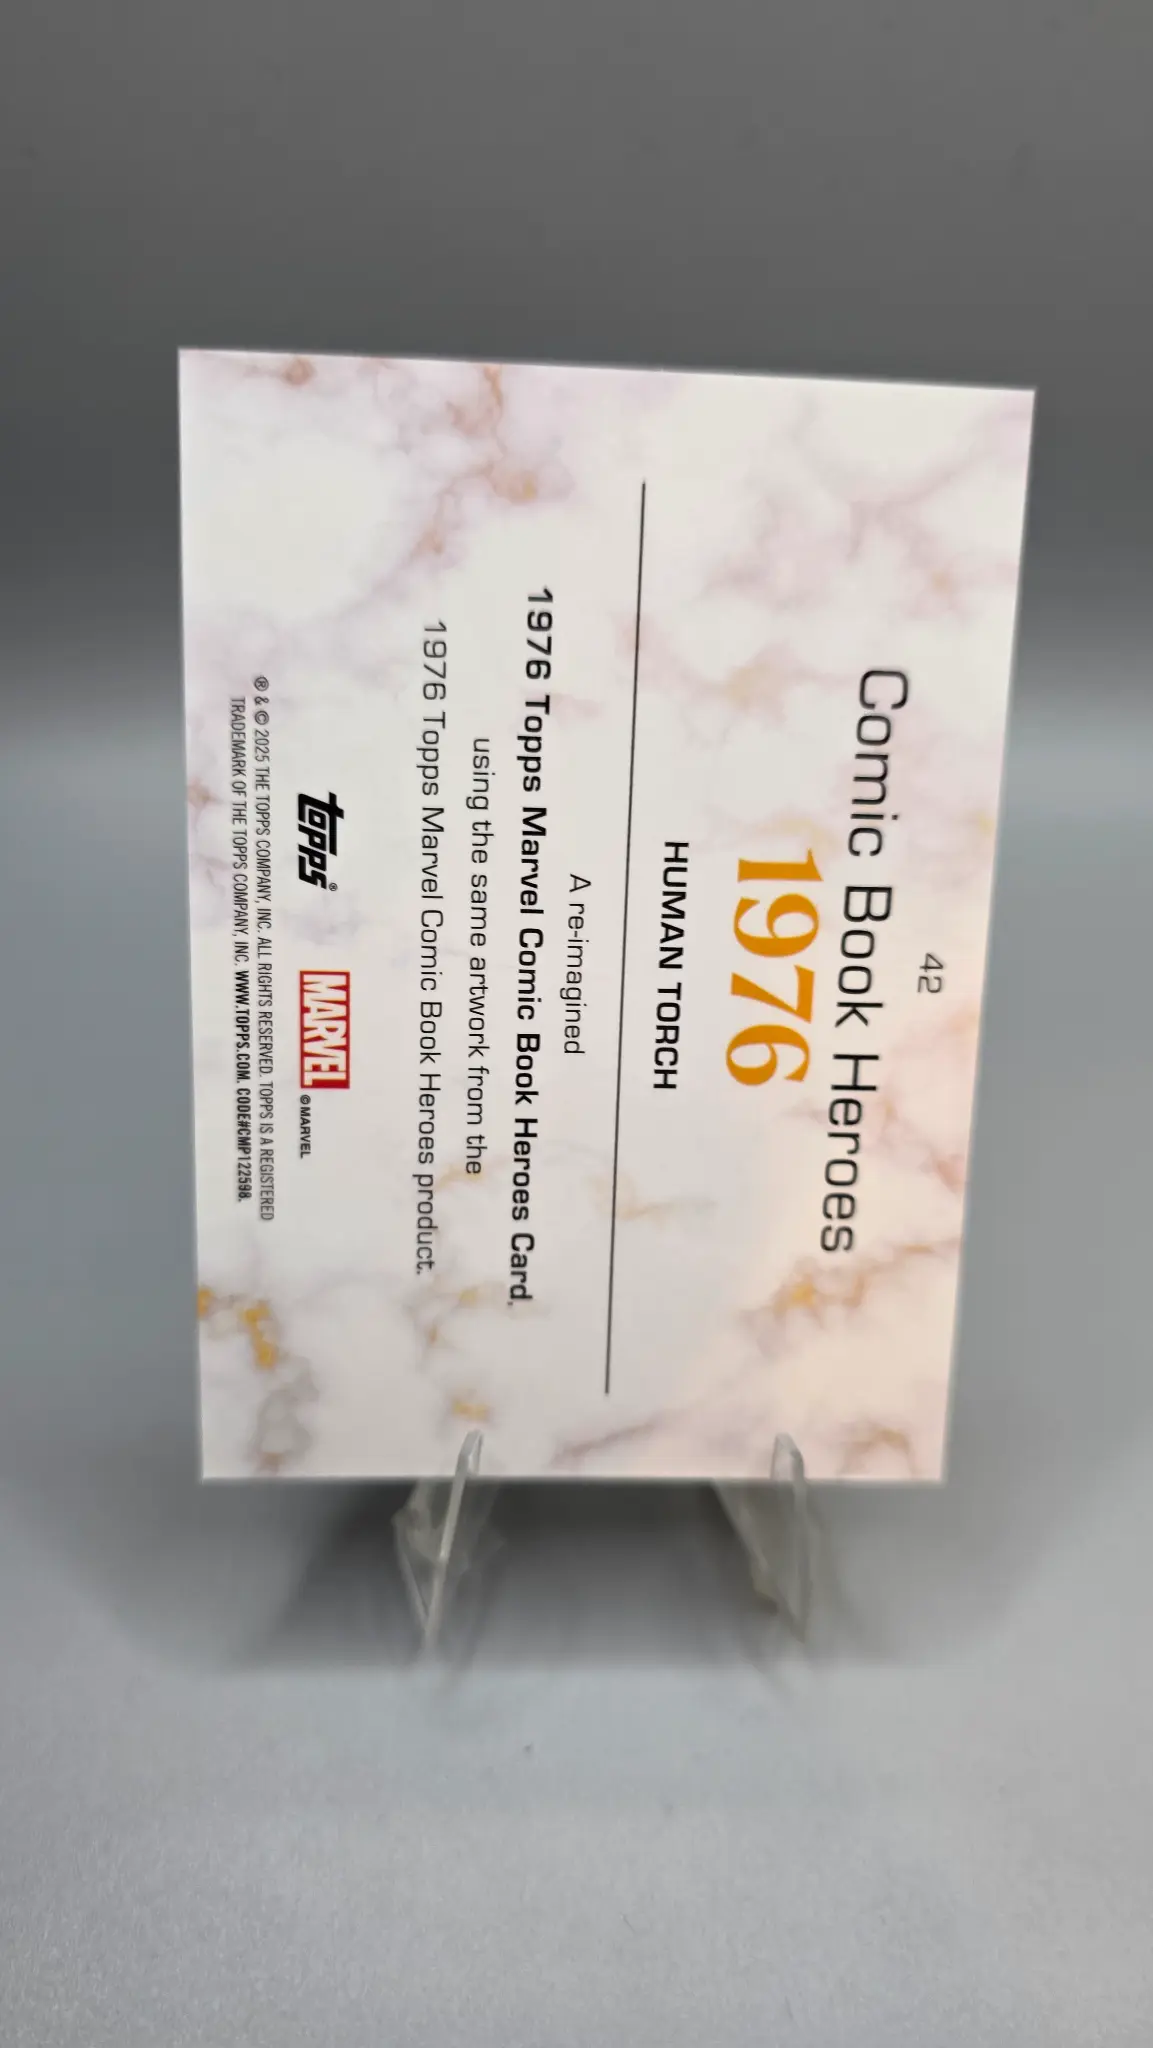 42
Comic Book Heroes
1976
HUMAN TORCH
A re-imagined
1976 Topps Marvel Comic Book Heroes Card,
using the same artwork from the
1976 Topps Marvel Comic Book Heroes product.
topps® MARVEL ©MARVEL
® & © 2025 THE TOPPS COMPANY, INC. ALL RIGHTS RESERVED. TOPPS IS A REGISTERED
TRADEMARK OF THE TOPPS COMPANY, INC. WWW.TOPPS.COM. CODE#CMP122598.